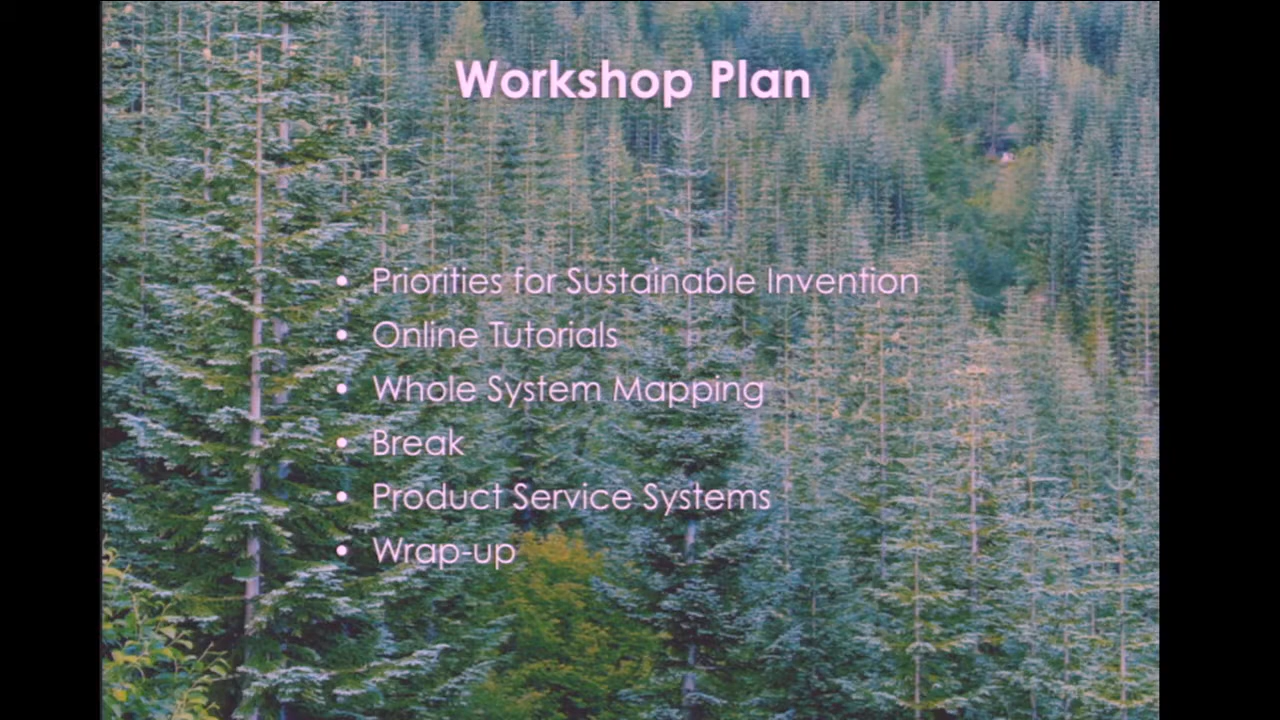 Workshop Plan
• Priorities for Sustainable Invention
• Online Tutorials
• Whole System Mapping
• Break
• Product Service Systems
• Wrap-up